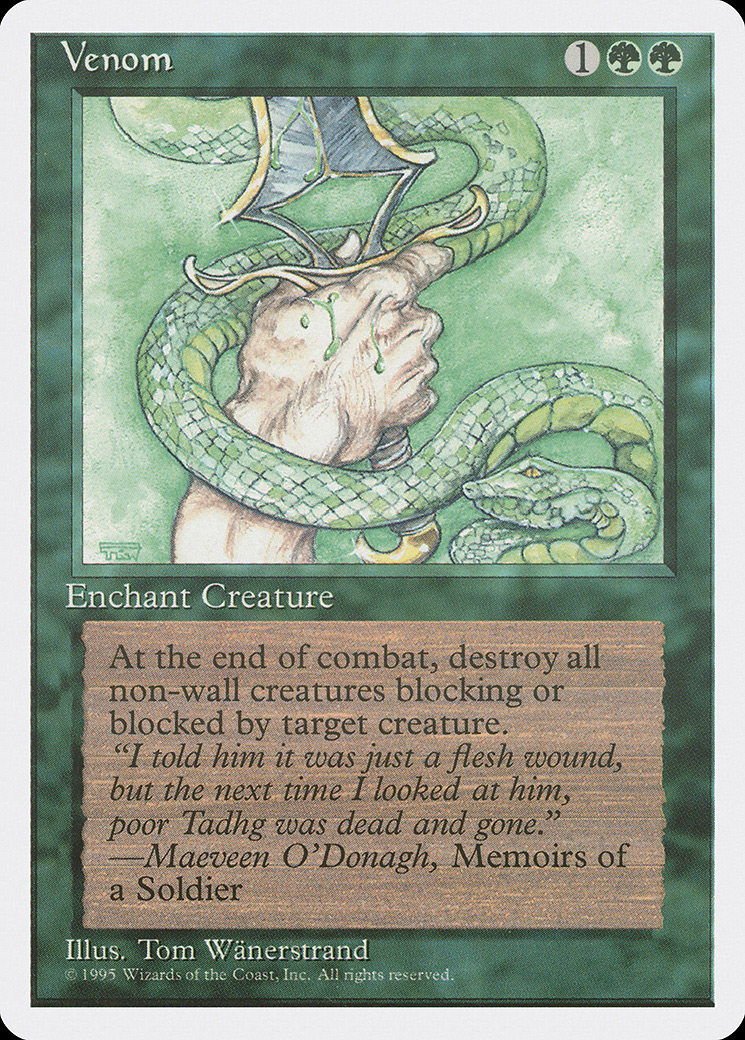 Venom 1
At the end of combat, destroy all
non-wall creatures blocking or
blocked by target creature.
“I told him it was just a flesh wound,
but the next time I looked at him,
poor Tadhg was dead and gone.”
—Maeveen O’Donagh, Memoirs of
a Soldier
Enchant Creature
Illus. Tom Wänerstrand
© 1995 Wizards of the Coast, Inc. All rights reserved.